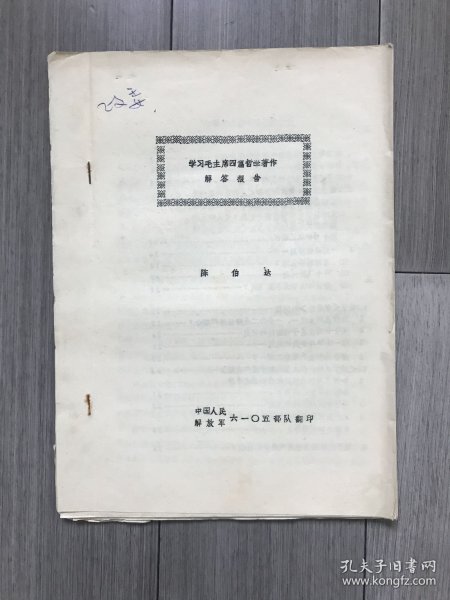 学习毛主席四篇哲学著作
解答报告
陈伯达
中国人民
解放军 六一〇五部队翻印
孔夫子旧书网
www.kongfz.com